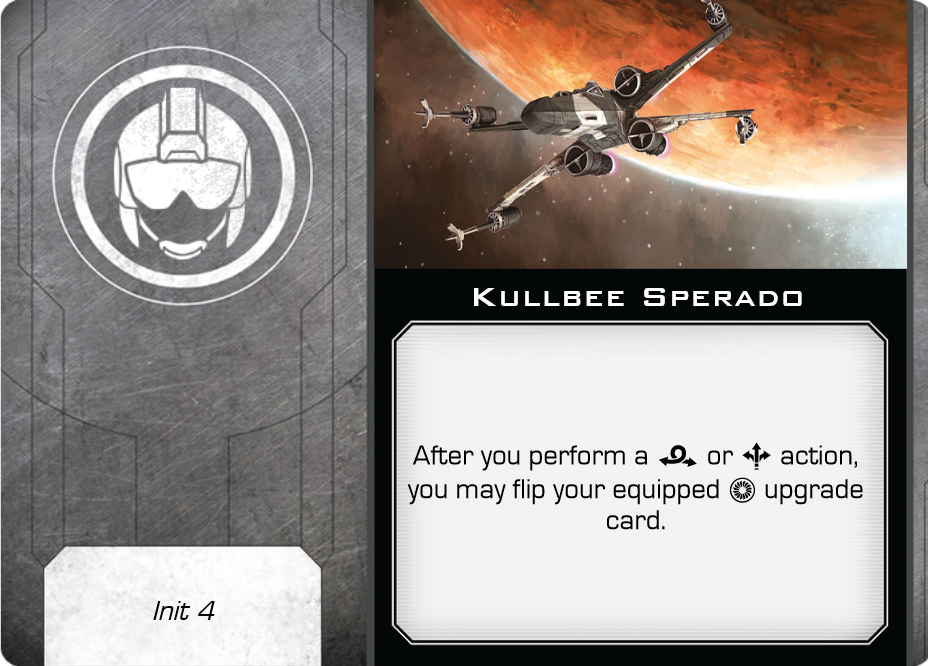 Kullbee Sperado
After you perform a or action,
you may flip your equipped upgrade
card.
Init 4